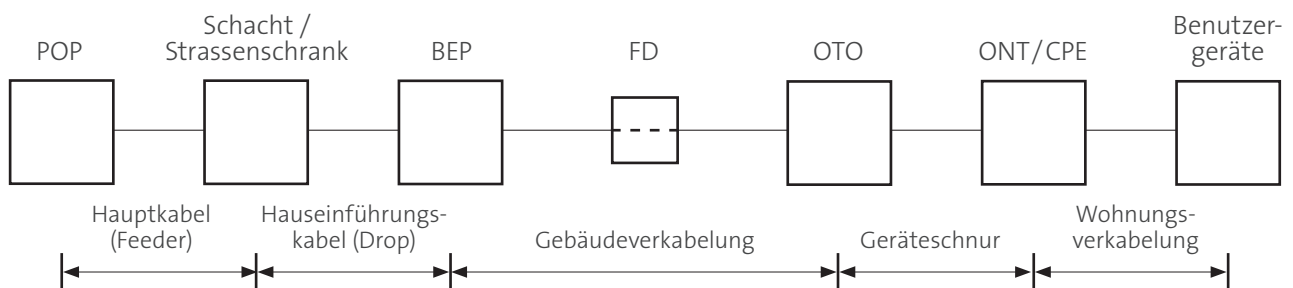 POP
Schacht /
Strassenschrank
BEP
FD
OTO
ONT/CPE
Benutzer-
geräte
Hauptkabel
(Feeder)
Hauseinführungs-
kabel (Drop)
Gebäudeverkabelung
Geräteschnur
Wohnungs-
verkabelung